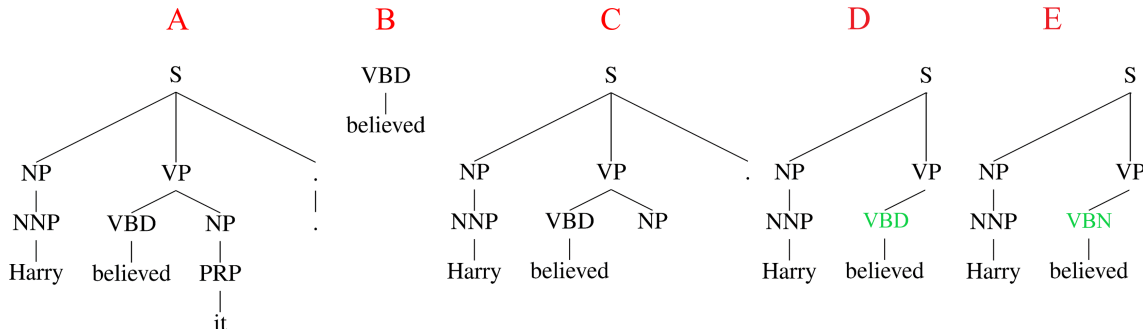 A B C D E
S VBD S S S
believed
NP VP . NP VP . NP VP NP VP
NNP VBD NP . NNP VBD NP NNP VBD NNP VBN
Harry believed PRP Harry believed Harry believed Harry believed
it